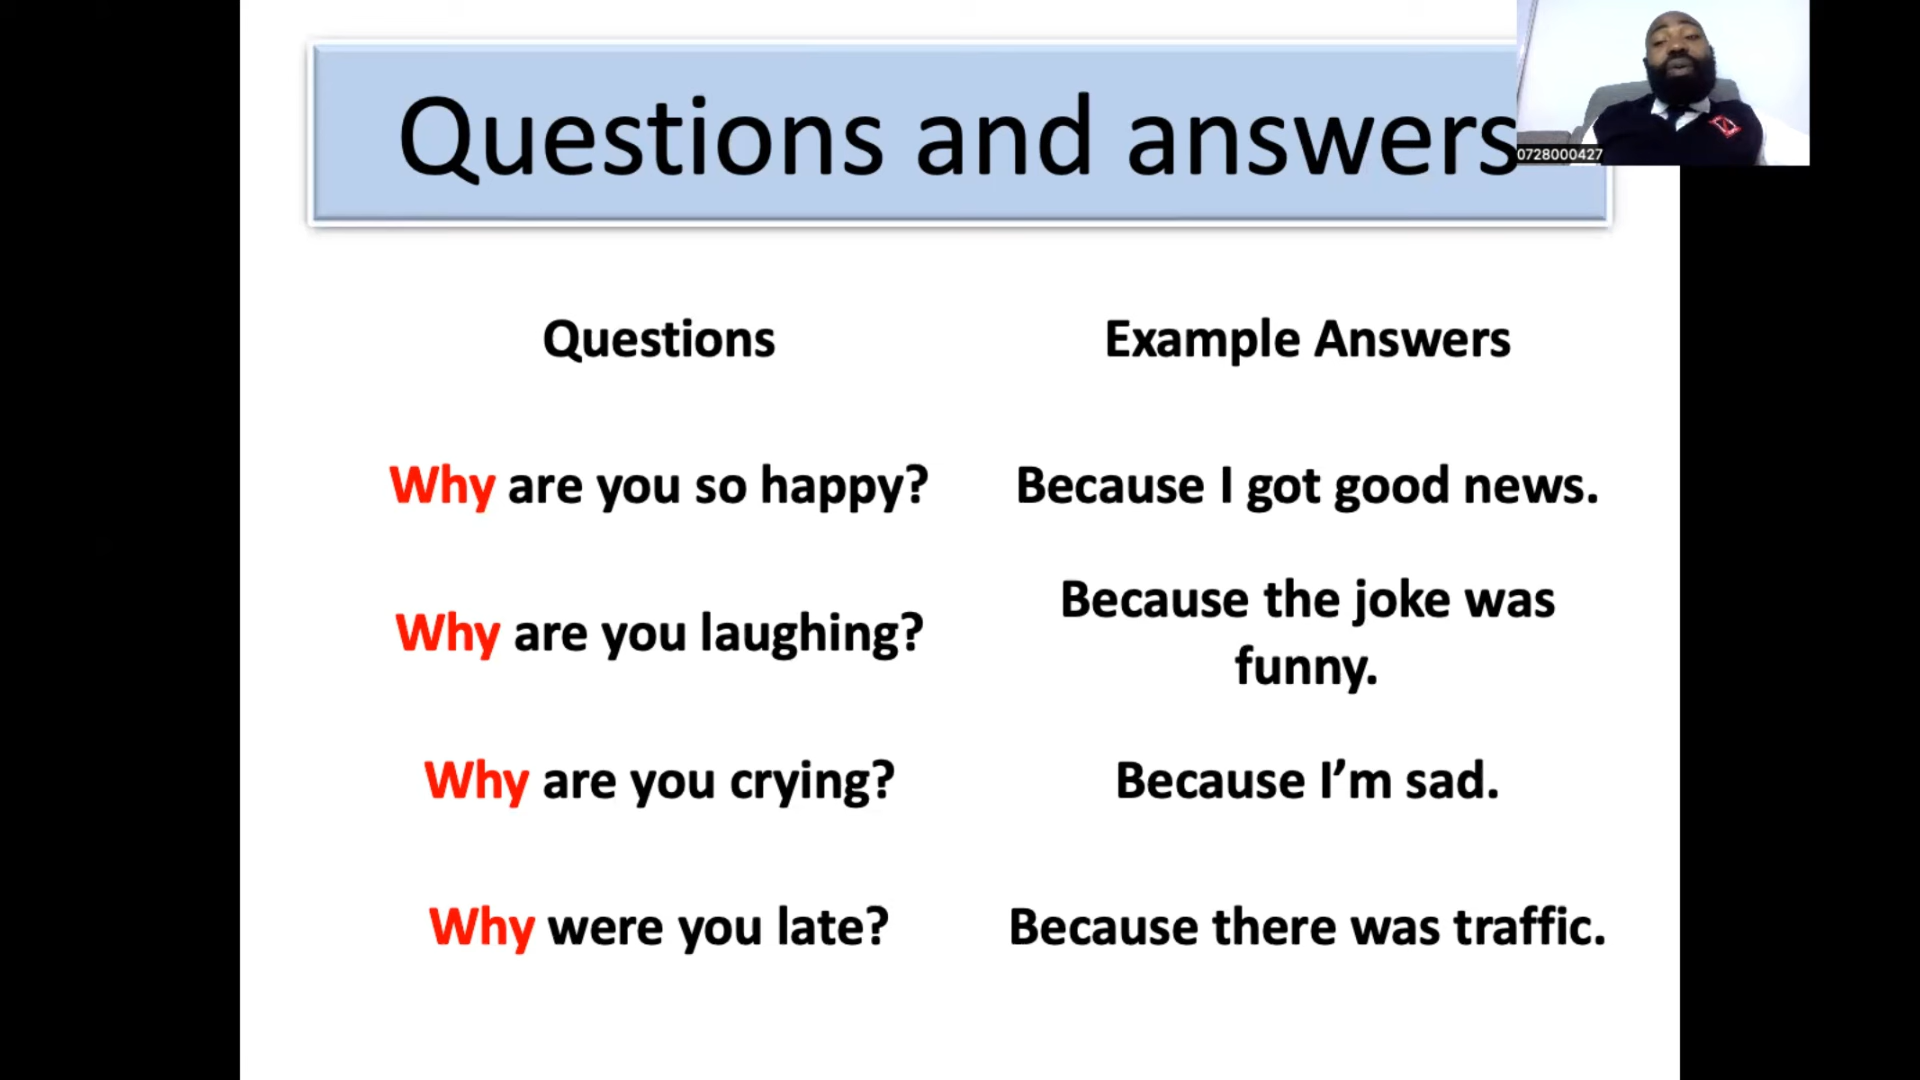 Questions and answers
0728000427
Questions
Example Answers
Why are you so happy?
Because I got good news.
Why are you laughing?
Because the joke was
funny.
Why are you crying?
Because I’m sad.
Why were you late?
Because there was traffic.